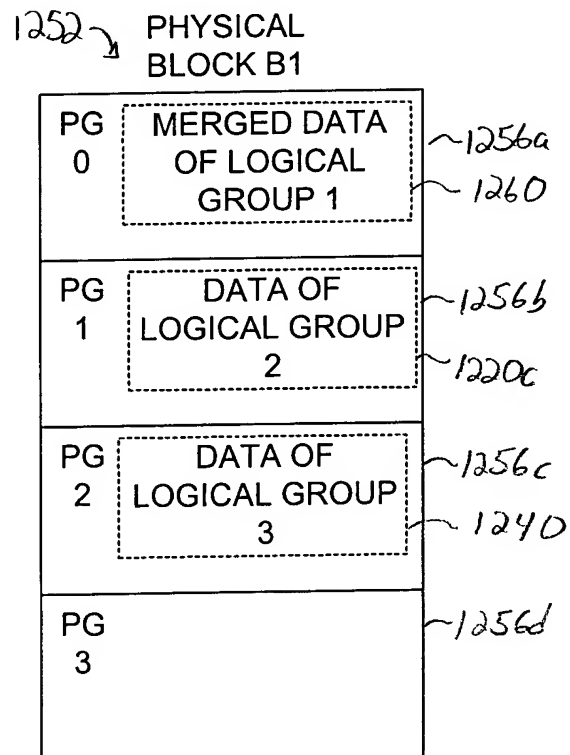 1252
PHYSICAL
BLOCK B1
PG
0
MERGED DATA
OF LOGICAL
GROUP 1
1256a
1260
PG
1
DATA OF
LOGICAL GROUP
2
1256b
1220c
PG
2
DATA OF
LOGICAL GROUP
3
1256c
1240
PG
3
1256d